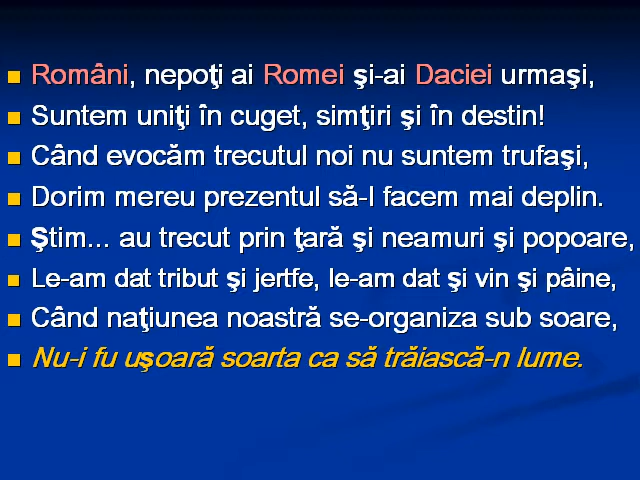 Români, nepoţi ai Romei şi-ai Daciei urmaşi,
Suntem uniţi în cuget, simţiri şi în destin!
Când evocăm trecutul noi nu suntem trufaşi,
Dorim mereu prezentul să-l facem mai deplin.
Ştim... au trecut prin ţară şi neamuri şi popoare,
Le-am dat tribut şi jertfe, le-am dat şi vin şi pâine,
Când naţiunea noastră se-organiza sub soare,
Nu-i fu uşoară soarta ca să trăiască-n lume.